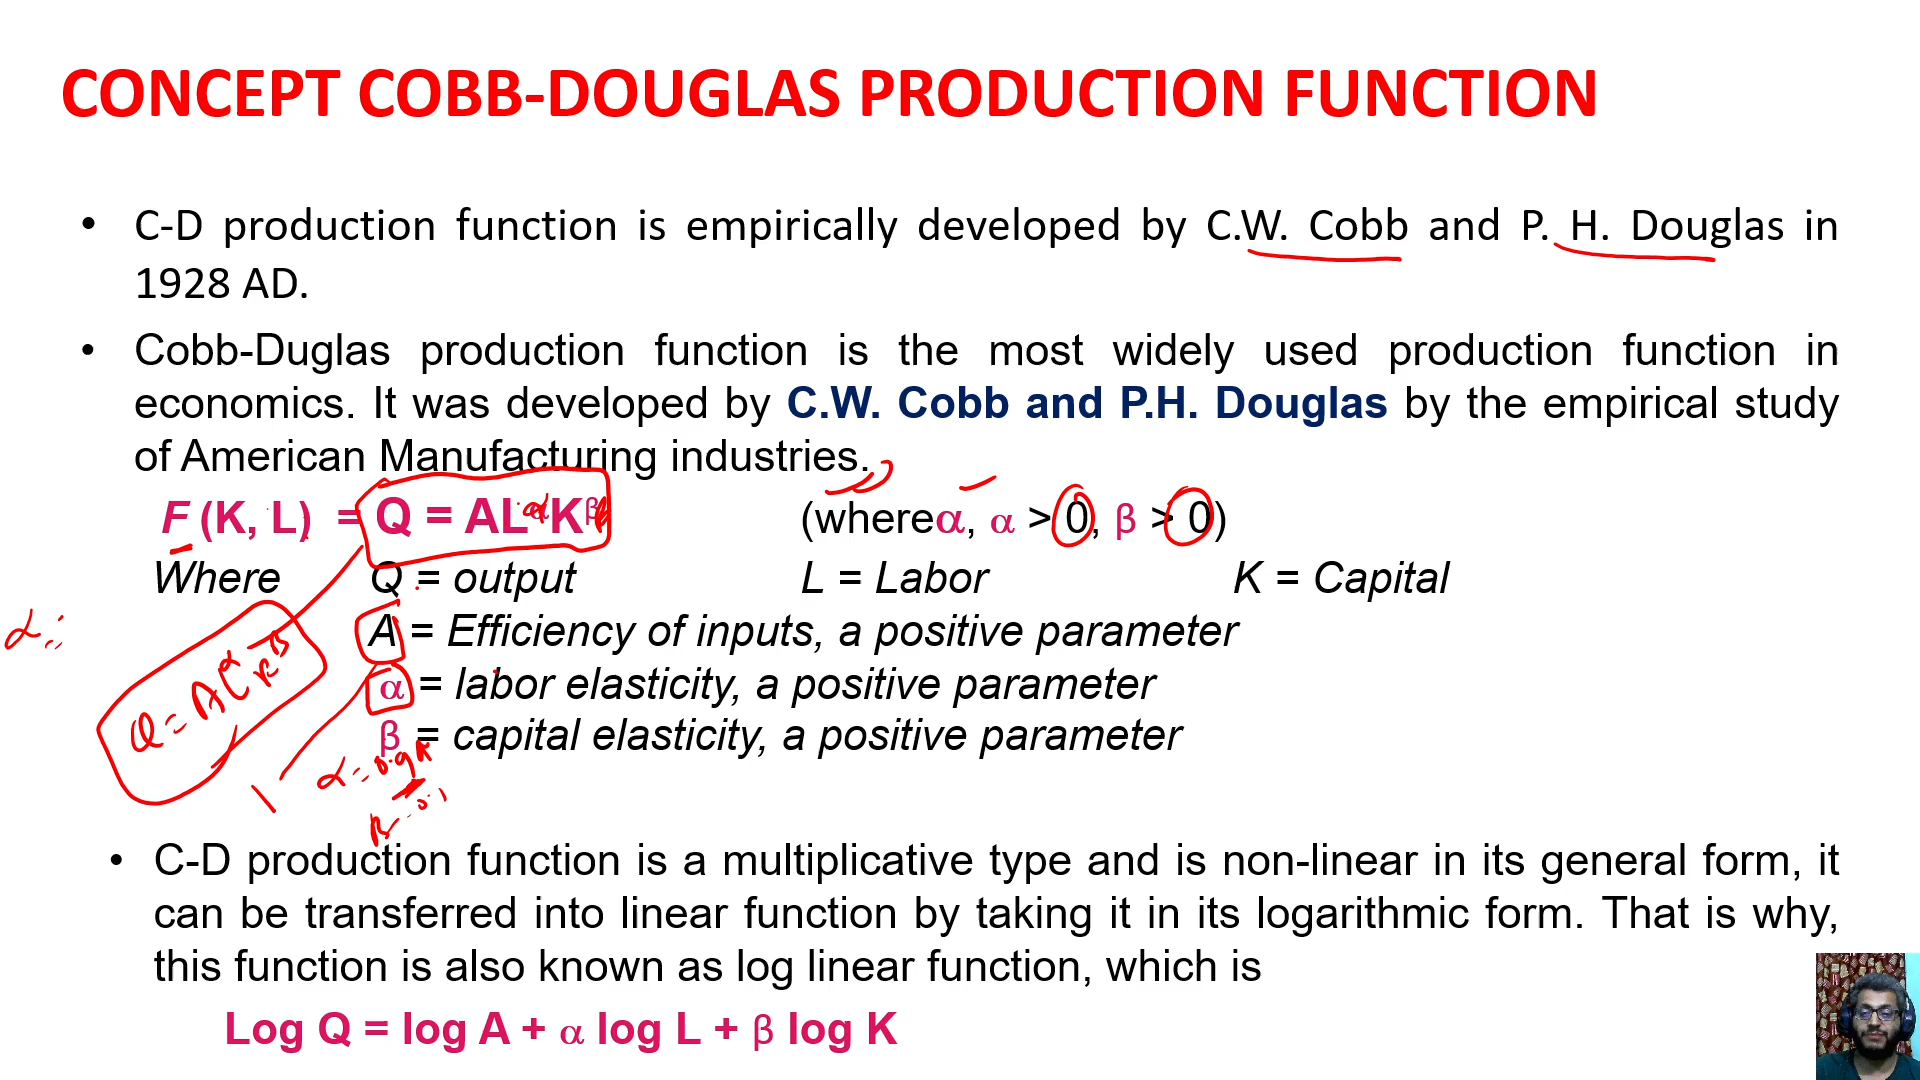 CONCEPT COBB-DOUGLAS PRODUCTION FUNCTION
• C-D production function is empirically developed by C.W. Cobb and P. H. Douglas in
1928 AD.
• Cobb-Duglas production function is the most widely used production function in
economics. It was developed by C.W. Cobb and P.H. Douglas by the empirical study
of American Manufacturing industries.
F (K, L) = Q = ALᵅKᵝ (where α, α > 0, β > 0)
Where Q = output L = Labor K = Capital
α =
A = Efficiency of inputs, a positive parameter
Q = ALᵅKᵝ
α = labor elasticity, a positive parameter
β = capital elasticity, a positive parameter
• C-D production function is a multiplicative type and is non-linear in its general form, it
can be transferred into linear function by taking it in its logarithmic form. That is why,
this function is also known as log linear function, which is
Log Q = log A + α log L + β log K